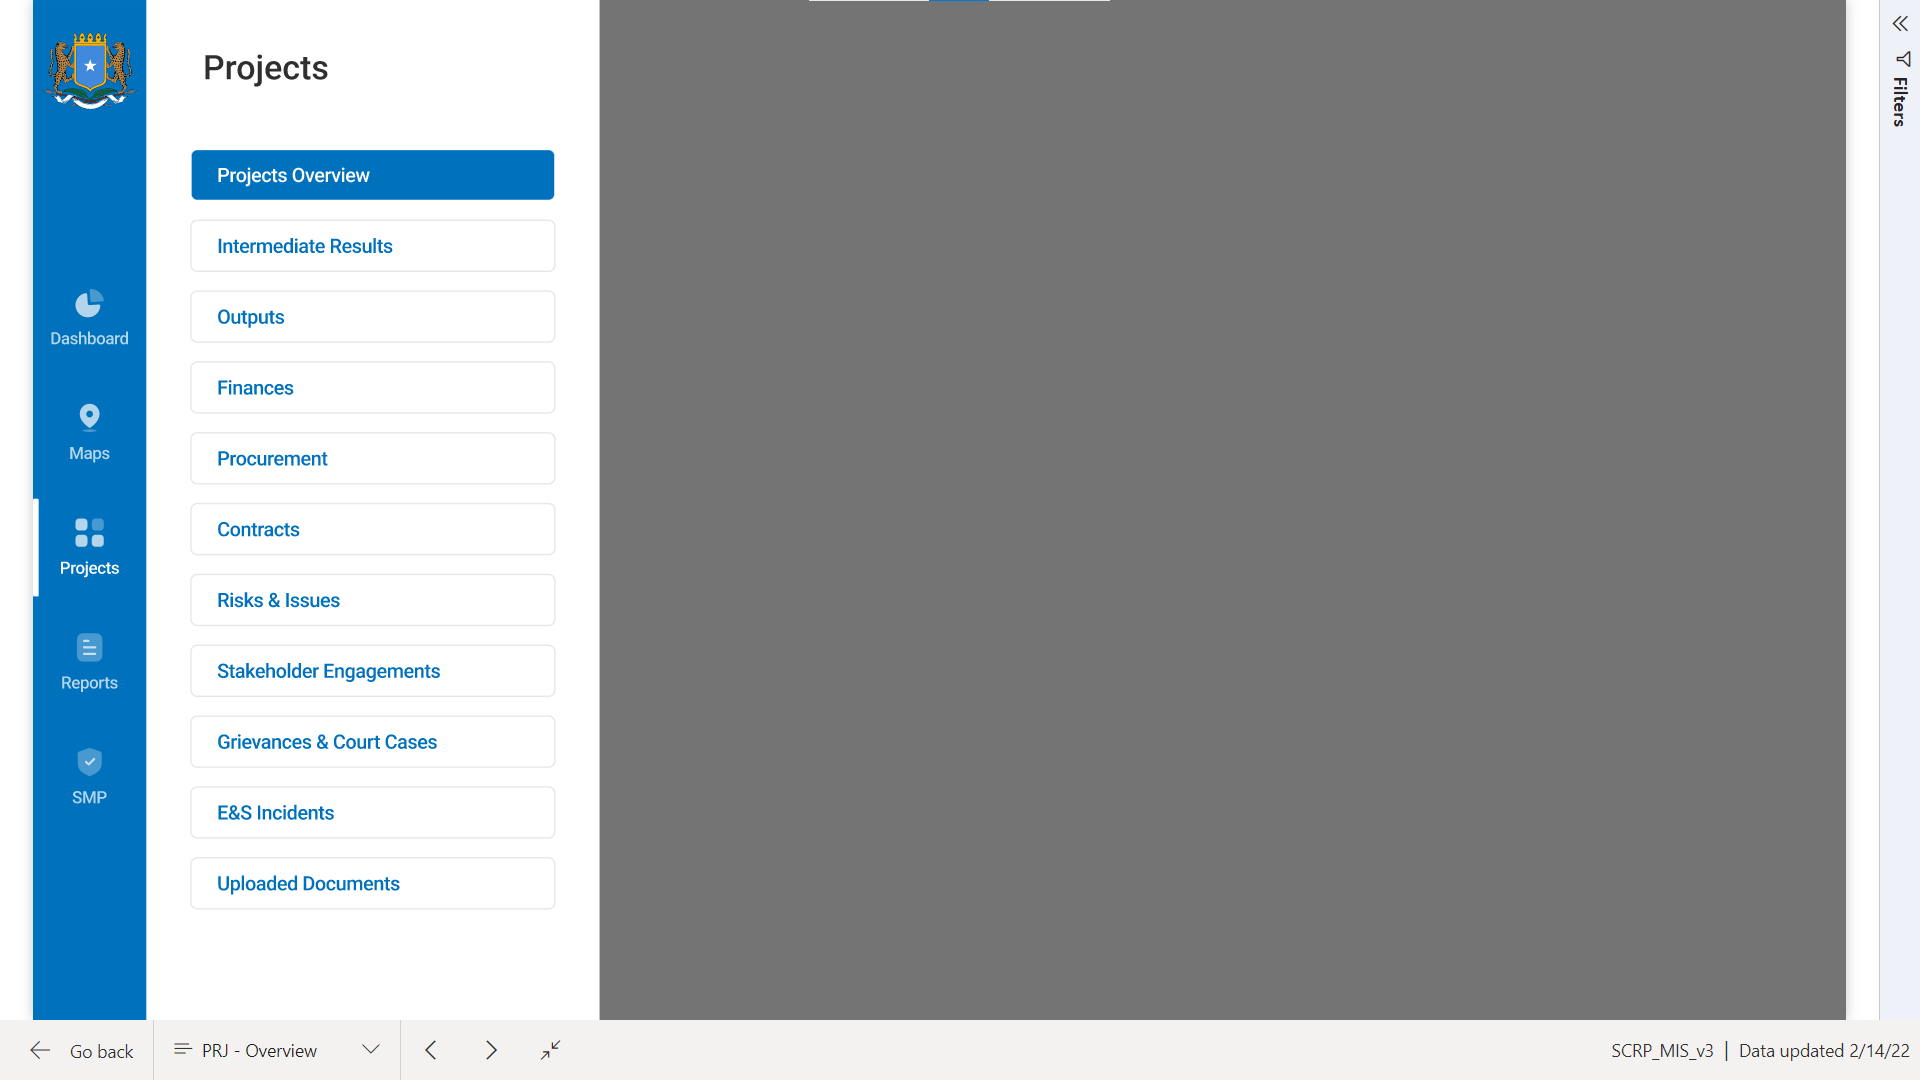 Projects
Projects Overview
Intermediate Results
Outputs
Finances
Procurement
Contracts
Risks & Issues
Stakeholder Engagements
Grievances & Court Cases
E&S Incidents
Uploaded Documents
Dashboard
Maps
Projects
Reports
SMP
Filters
Go back
PRJ - Overview
SCRP_MIS_v3 | Data updated 2/14/22